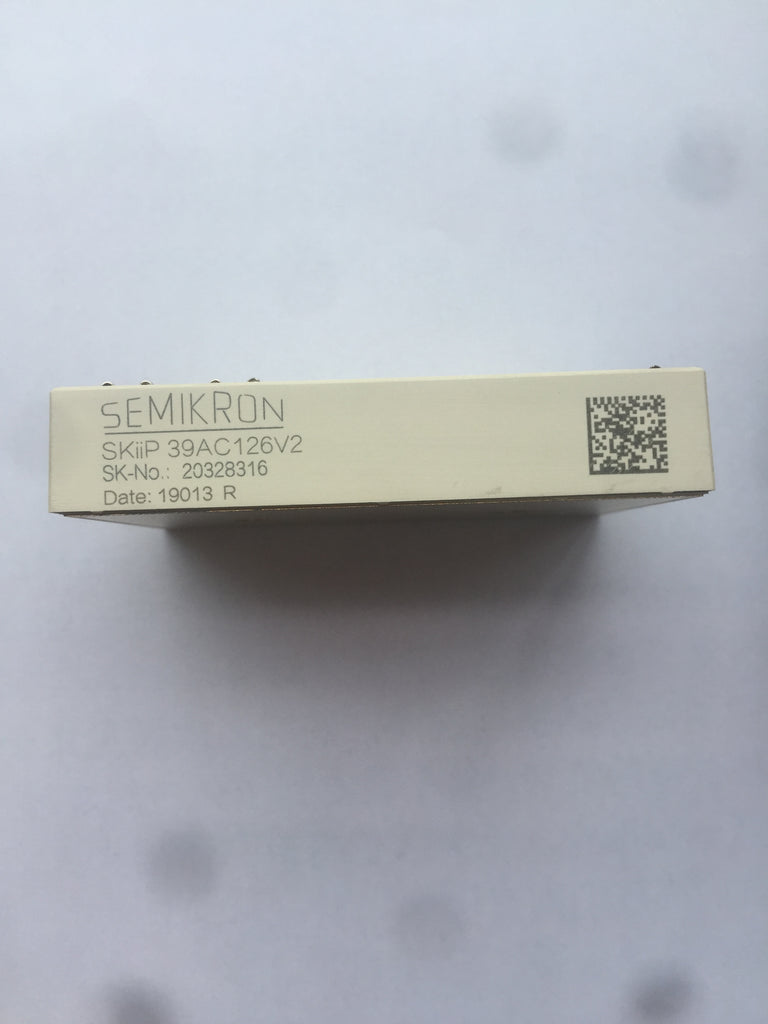 SEMIKRON
SKiiP 39AC126V2
SK-No.: 20328316
Date: 19013 R